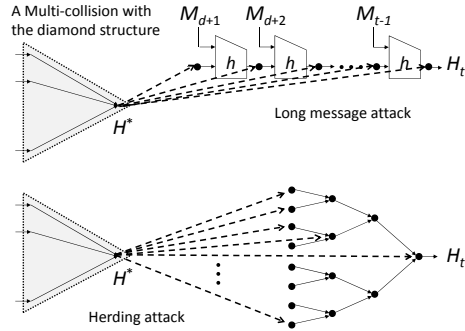 A Multi-collision with
the diamond structure
M_{d+1} M_{d+2} M_{t-1}
h h h H_t
H*
Long message attack
H_t
H*
Herding attack